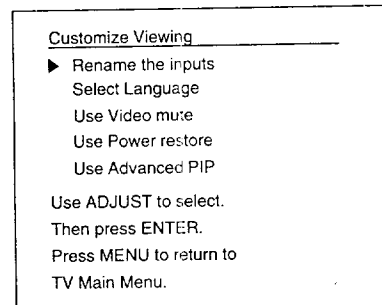 Customize Viewing
Rename the inputs
Select Language
Use Video mute
Use Power restore
Use Advanced PIP
Use ADJUST to select.
Then press ENTER.
Press MENU to return to
TV Main Menu.